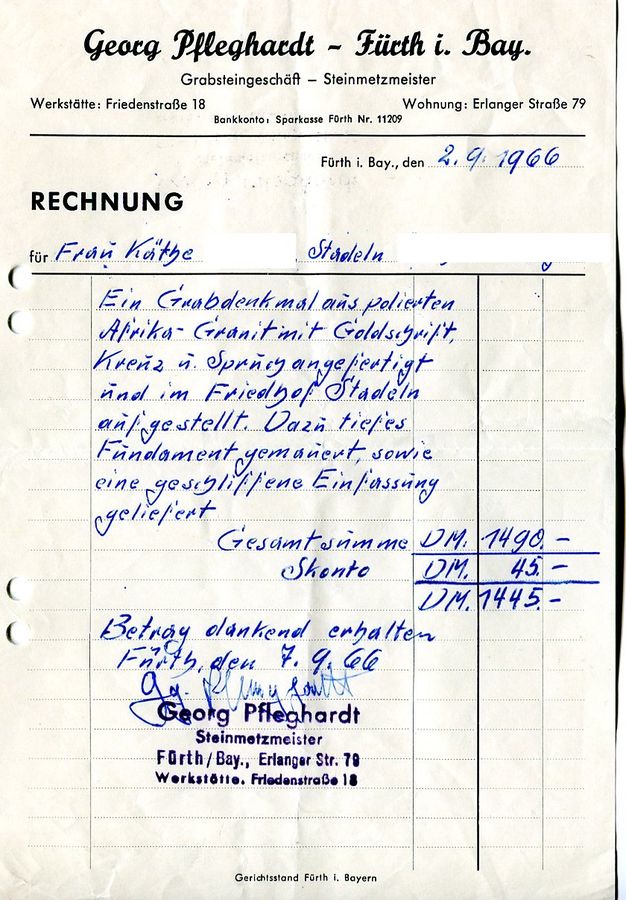 Georg Pfleghardt - Fürth i. Bay.
Grabsteingeschäft – Steinmetzmeister
Werkstätte: Friedenstraße 18 Wohnung: Erlanger Straße 79
Bankkonto: Sparkasse Fürth Nr. 11209
Fürth i. Bay., den 2.9.1966
RECHNUNG
für Frau Käthe , Stadeln
Ein Grabdenkmal aus polierten
Afrika-Granit mit Goldschrift,
Kreuz u. Spruch angefertigt
und im Friedhof Stadeln
aufgestellt. Dazu tiefes
Fundament gemauert, sowie
eine geschliffene Einfassung
geliefert
Gesamtsumme DM. 1490.-
Skonto DM. 45.-
DM. 1445.-
Betrag dankend erhalten
Fürth, den 7.9.66
Gg. Pfleghardt
Georg Pfleghardt
Steinmetzmeister
Fürth/Bay., Erlanger Str. 79
Werkstätte. Friedenstraße 18
Gerichtsstand Fürth i. Bayern